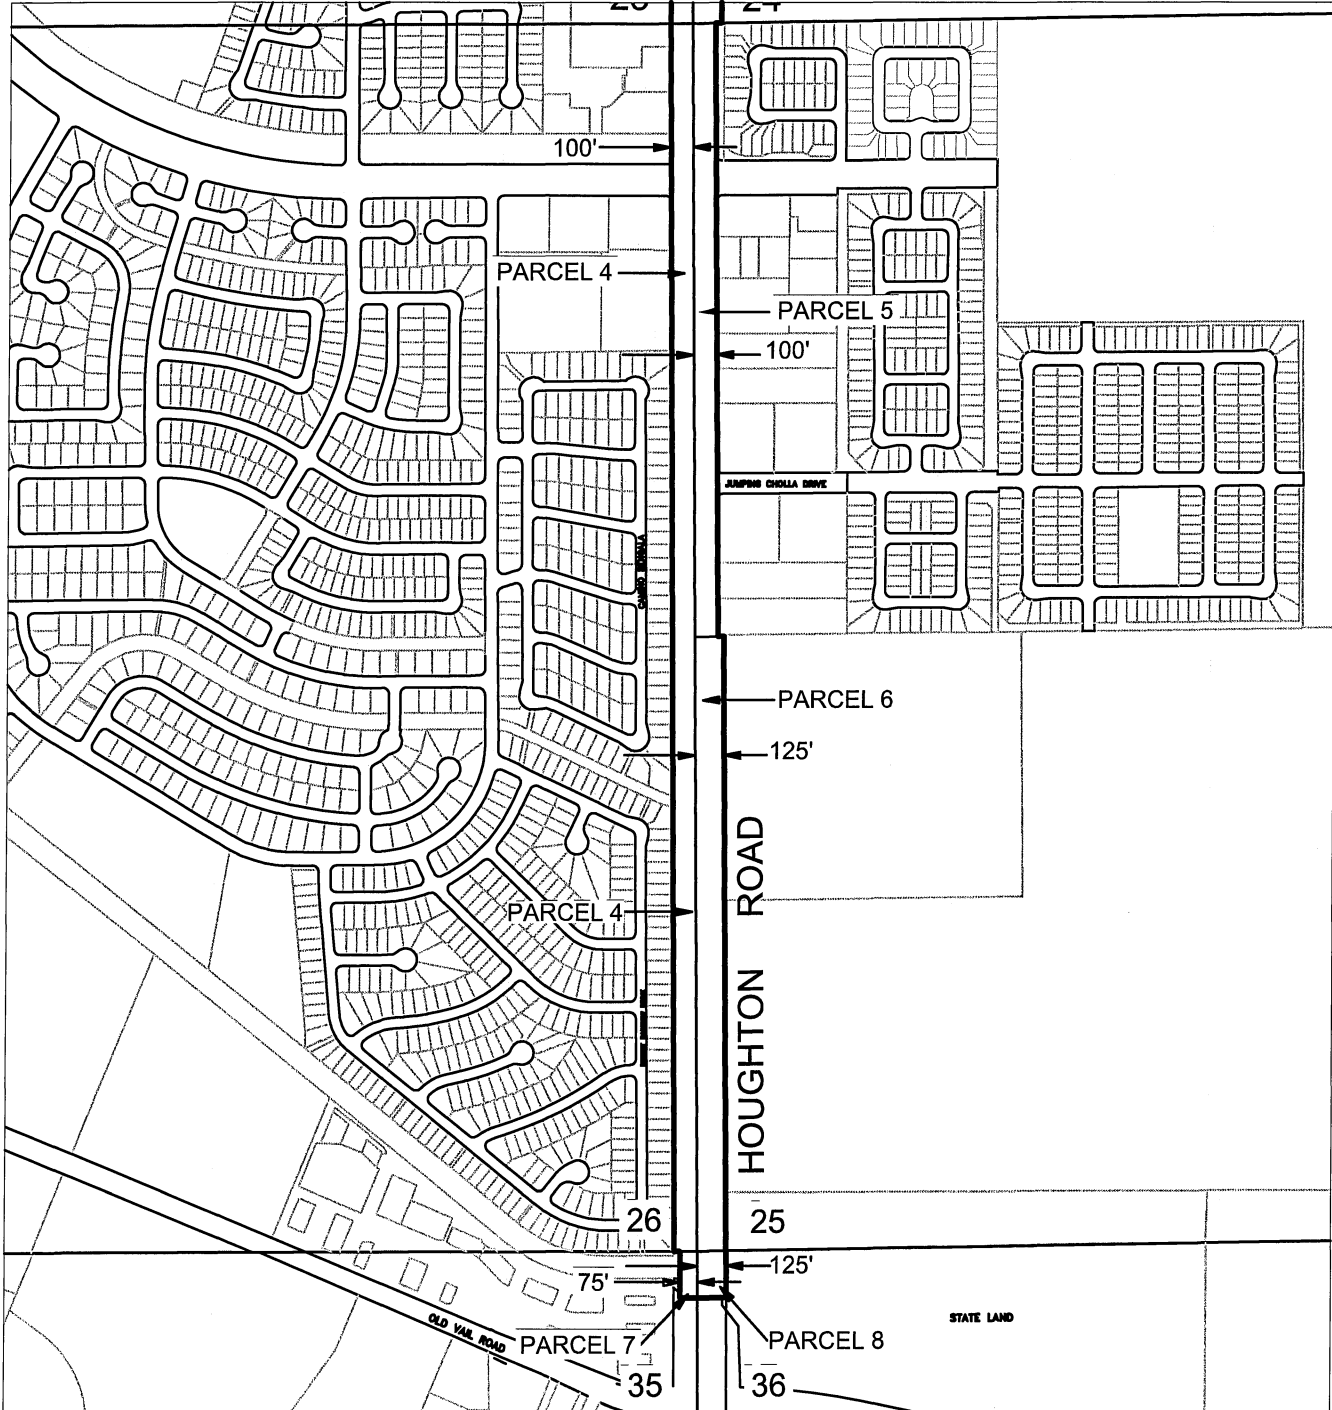 23 24
100'
PARCEL 4
PARCEL 5
100'
JUMPING CHOLLA DRIVE
PARCEL 6
125'
HOUGHTON ROAD
PARCEL 4
26 25
125'
75'
STATE LAND
OLD VAIL ROAD
PARCEL 7
PARCEL 8
35 36